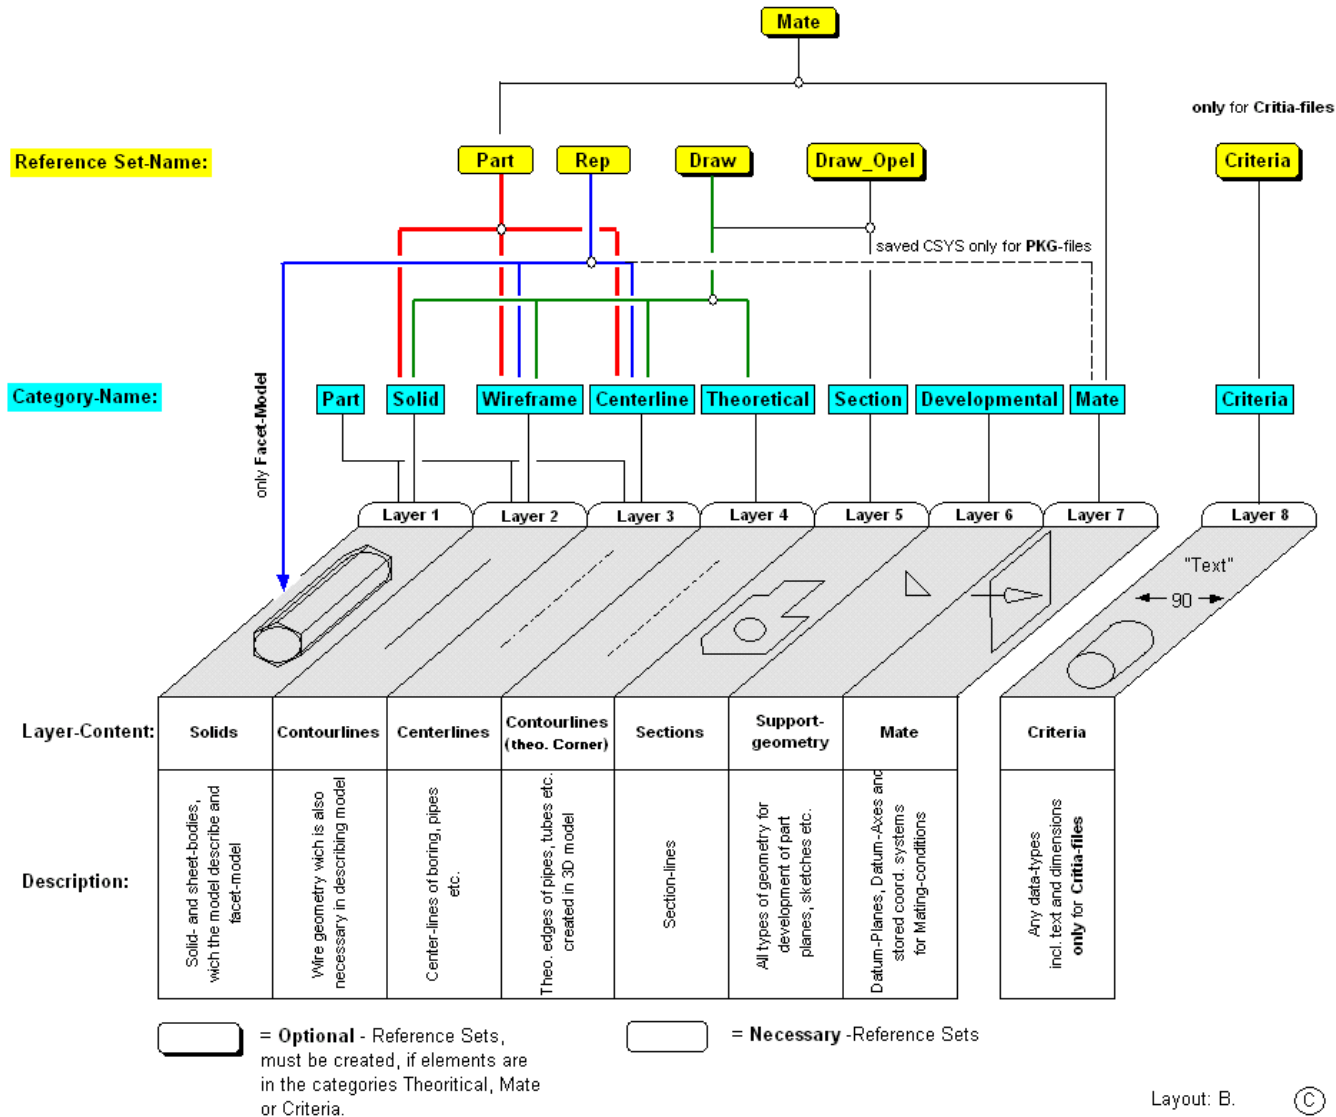 Mate
only for Critia-files
Reference Set-Name:
Part
Rep
Draw
Draw_Opel
Criteria
saved CSYS only for PKG-files
only Facet-Model
Category-Name:
Part
Solid
Wireframe
Centerline
Theoretical
Section
Developmental
Mate
Criteria
Layer 1
Layer 2
Layer 3
Layer 4
Layer 5
Layer 6
Layer 7
Layer 8
"Text"
90
Layer-Content:
Solids
Contourlines
Centerlines
Contourlines
(theo. Corner)
Sections
Support-
geometry
Mate
Criteria
Description:
Solid- and sheet-bodies,
wich the model describe and
facet-model
Wire geometry wich is also
necessary in describing model
Center-lines of boring, pipes
etc.
Theo. edges of pipes, tubes etc.
created in 3D model
Section-lines
All types of geometry for
development of part
planes, sketches etc.
Datum-Planes, Datum-Axes and
stored coord. systems
for Mating-conditions
Any data-types
incl. text and dimensions
only for Critia-files
= Optional - Reference Sets,
must be created, if elements are
in the categories Theoritical, Mate
or Criteria.
= Necessary -Reference Sets
Layout: B.
C